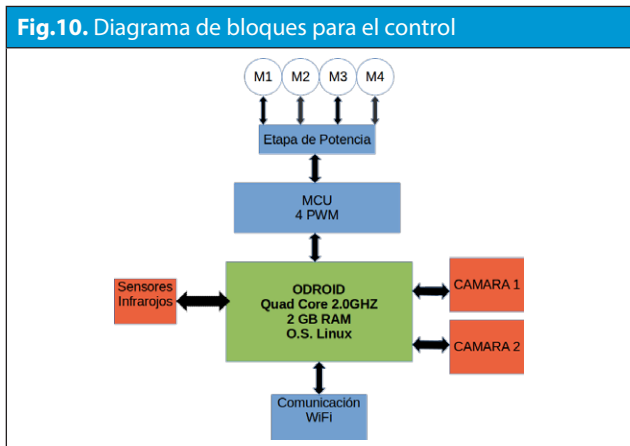 Fig.10. Diagrama de bloques para el control
M1 M2 M3 M4
Etapa de Potencia
MCU
4 PWM
Sensores
Infrarojos
ODROID
Quad Core 2.0GHZ
2 GB RAM
O.S. Linux
CAMARA 1
CAMARA 2
Comunicación
WiFi